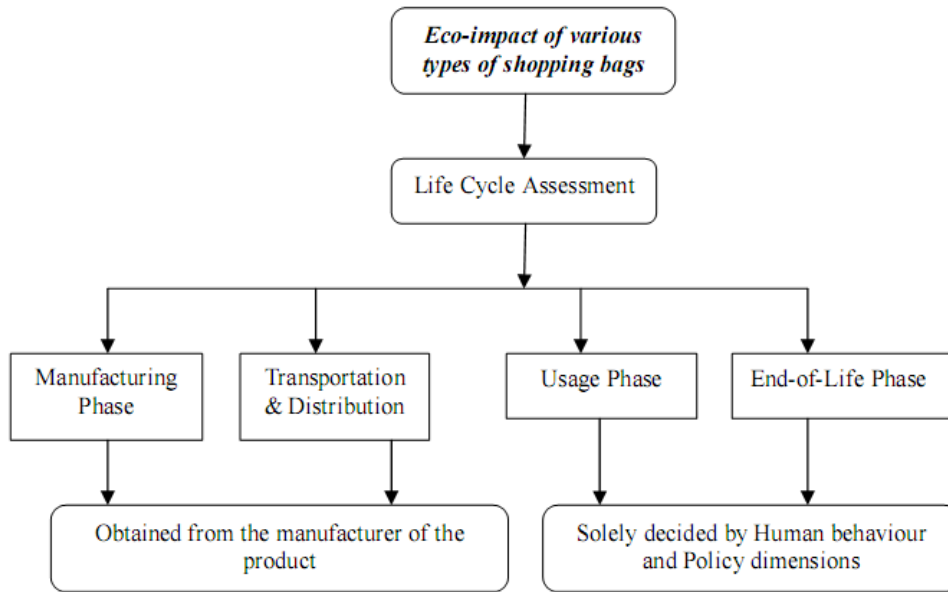 Eco-impact of various
types of shopping bags
Life Cycle Assessment
Manufacturing
Phase
Transportation
& Distribution
Usage Phase
End-of-Life Phase
Obtained from the manufacturer of the
product
Solely decided by Human behaviour
and Policy dimensions